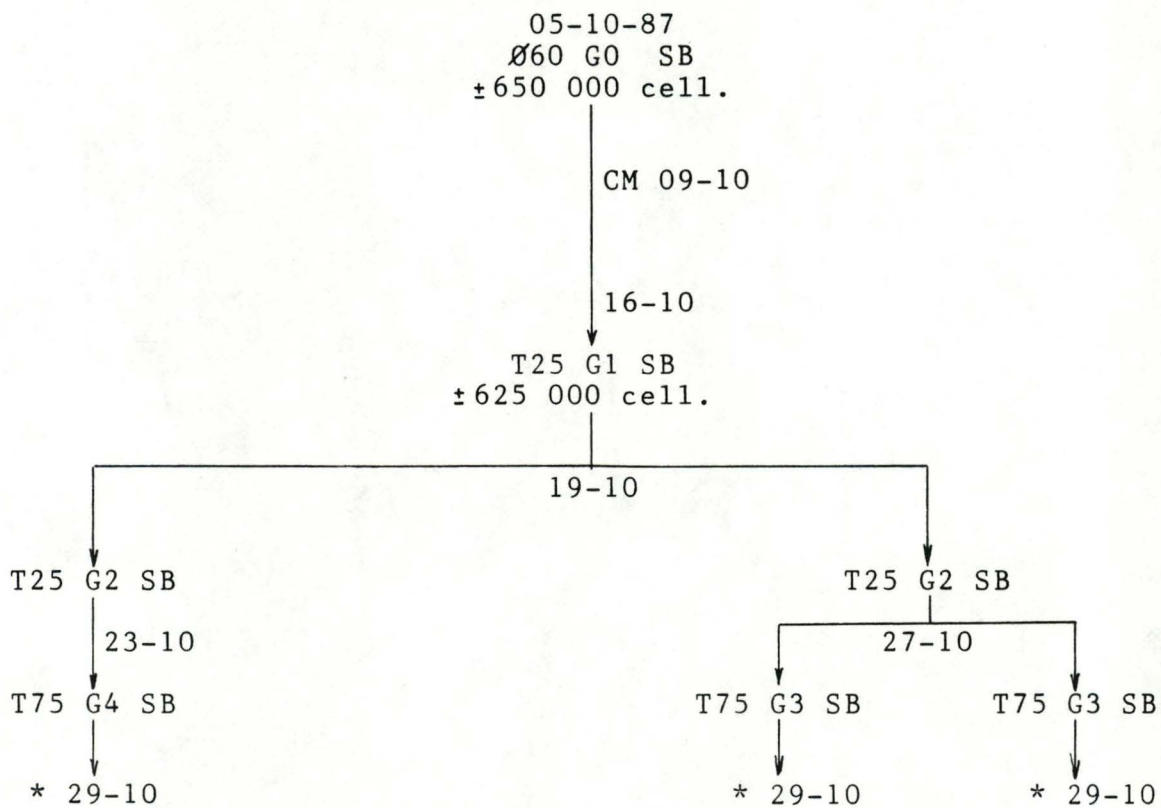 05-10-87
Ø60 G0 SB
±650 000 cell.
CM 09-10
16-10
T25 G1 SB
±625 000 cell.
19-10
T25 G2 SB
T25 G2 SB
23-10
27-10
T75 G4 SB
T75 G3 SB
T75 G3 SB
* 29-10
* 29-10
* 29-10